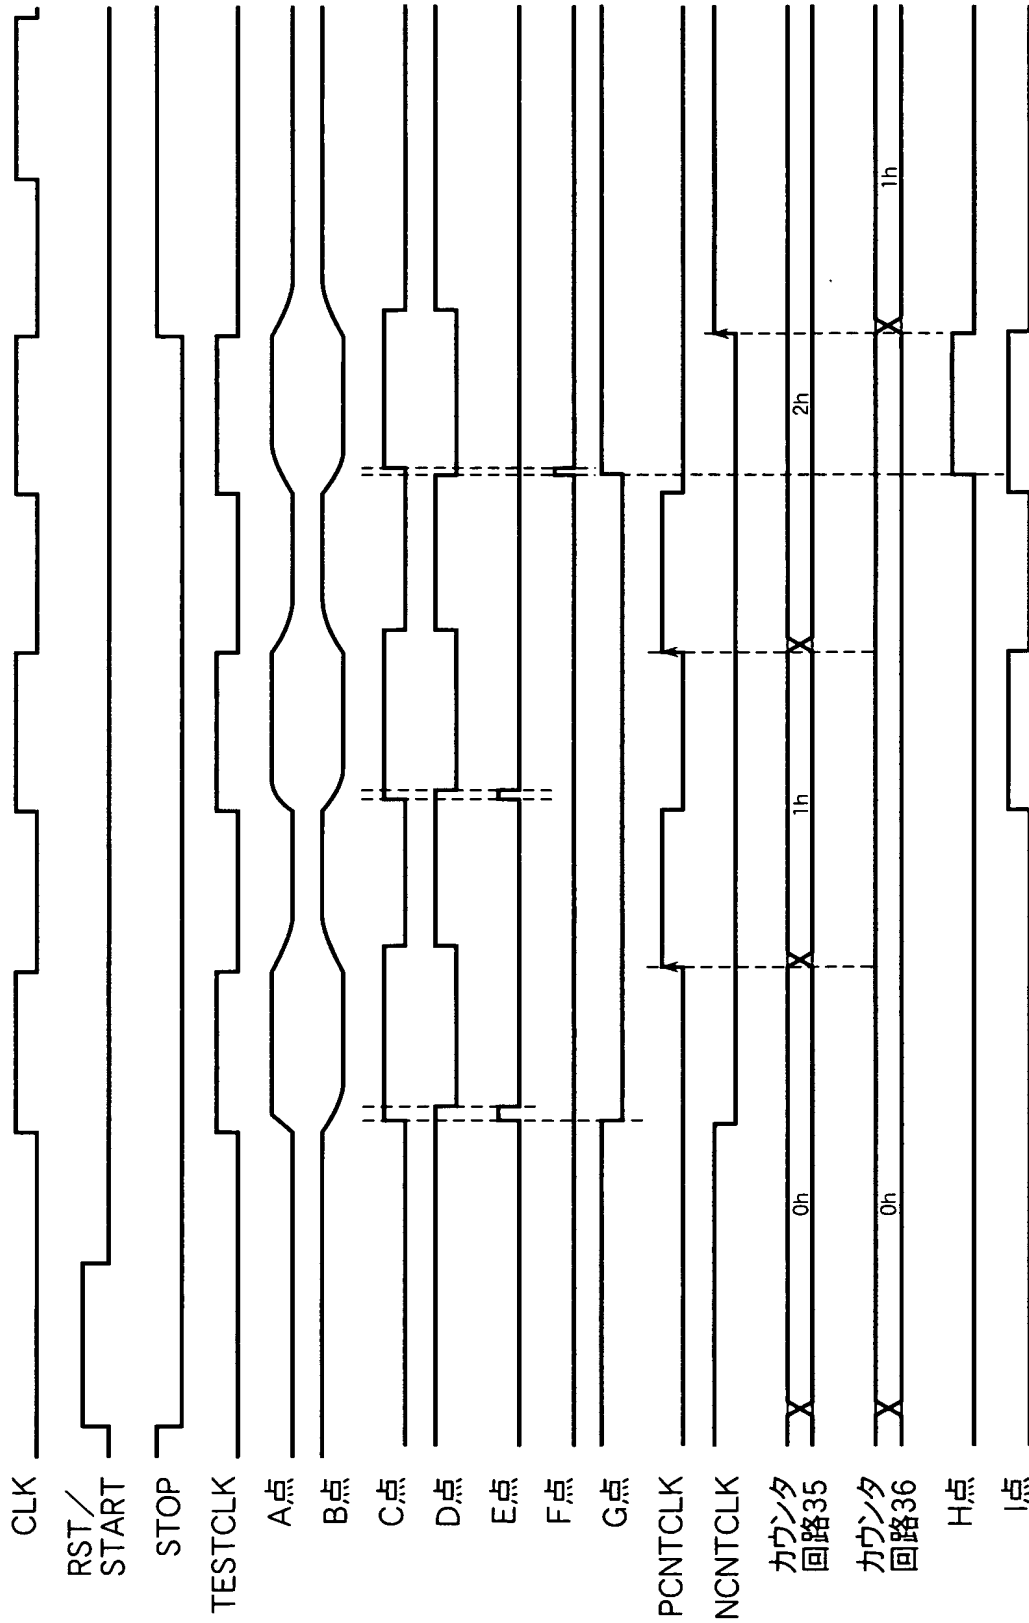 CLK
RST/
START
STOP
TESTCLK
A点
B点
C点
D点
E点
F点
G点
PCNTCLK
NCNTCLK
カウンタ
回路35
0h
1h
2h
カウンタ
回路36
0h
1h
H点
I点